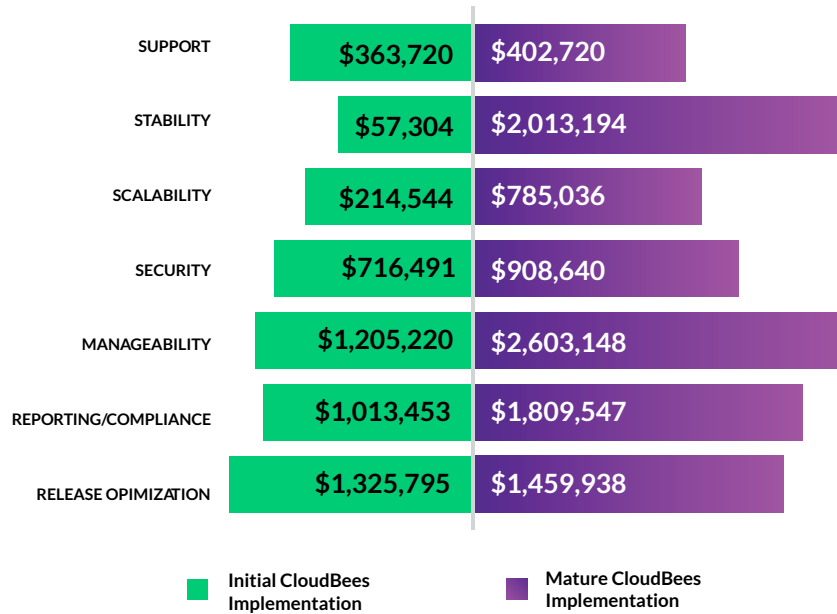 SUPPORT $363,720 $402,720
STABILITY $57,304 $2,013,194
SCALABILITY $214,544 $785,036
SECURITY $716,491 $908,640
MANAGEABILITY $1,205,220 $2,603,148
REPORTING/COMPLIANCE $1,013,453 $1,809,547
RELEASE OPIMIZATION $1,325,795 $1,459,938
Initial CloudBees
Implementation
Mature CloudBees
Implementation